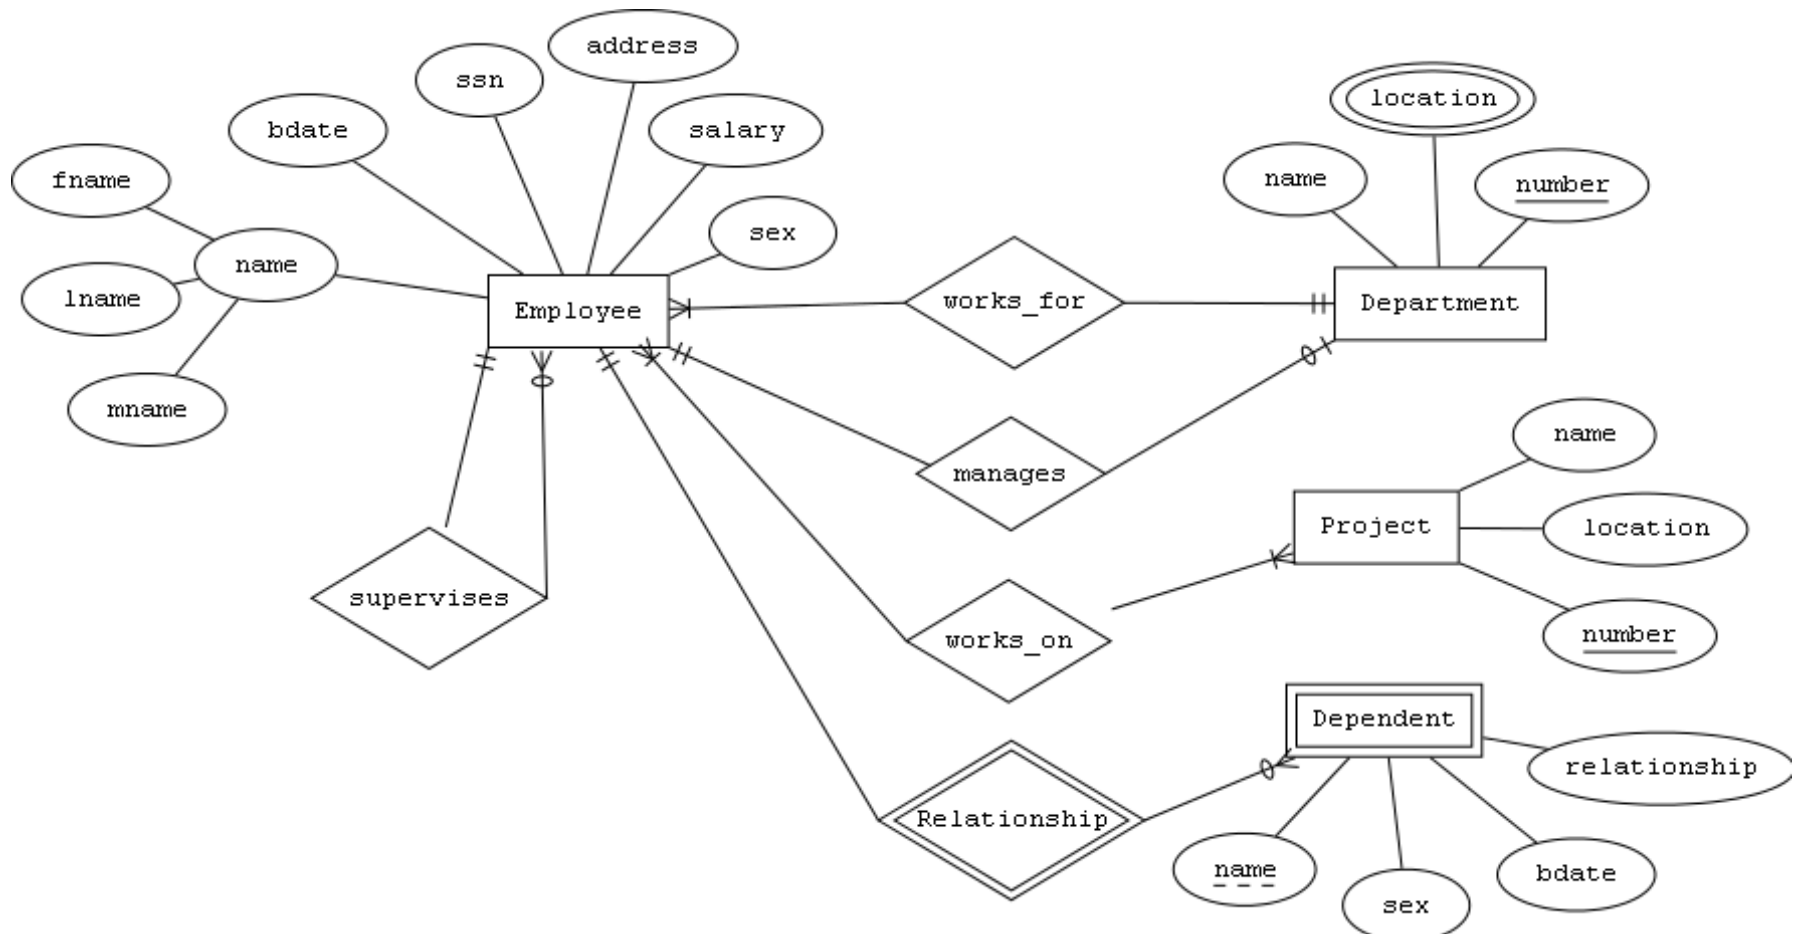 address
ssn
bdate
salary
fname
name
lname
mname
sex
Employee
location
name
number
works_for
Department
manages
supervises
works_on
name
Project
location
number
Relationship
Dependent
relationship
name
sex
bdate